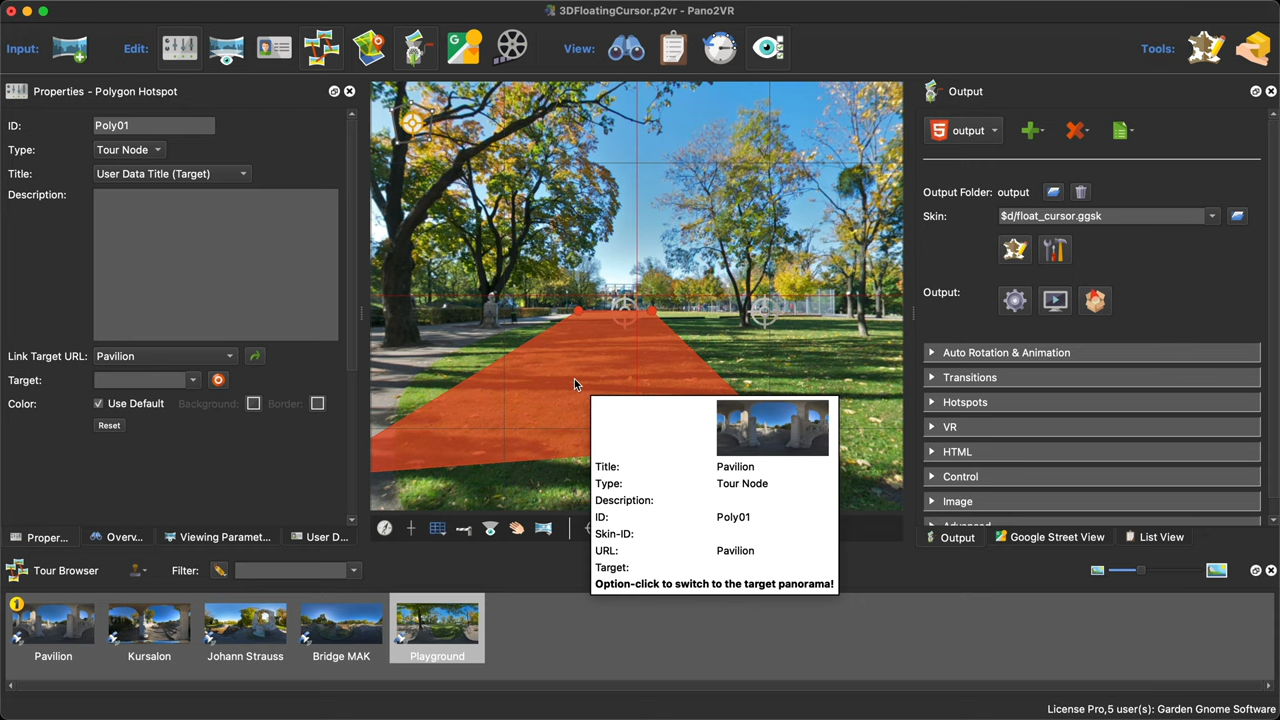 3DFloatingCursor.p2vr - Pano2VR
Input:
Edit:
View:
Tools:
Properties - Polygon Hotspot
ID:
Poly01
Type:
Tour Node
Title:
User Data Title (Target)
Description:
Link Target URL:
Pavilion
Target:
Color:
Use Default
Background:
Border:
Reset
Title:
Pavilion
Type:
Tour Node
Description:
ID:
Poly01
Skin-ID:
URL:
Pavilion
Target:
Option-click to switch to the target panorama!
Output
5
output
Output Folder:
output
Skin:
$d/float_cursor.ggsk
Output:
Auto Rotation & Animation
Transitions
Hotspots
VR
HTML
Control
Image
Advanced
Proper...
Overv...
Viewing Paramet...
User D...
Output
Google Street View
List View
Tour Browser
Filter:
1
Pavilion
Kursalon
Johann Strauss
Bridge MAK
Playground
License Pro,5 user(s): Garden Gnome Software